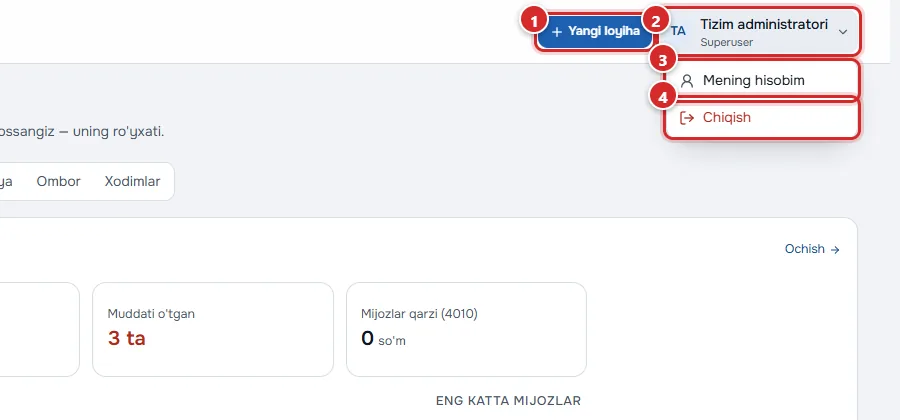 1
+ Yangi loyiha
2
TA
Tizim administratori
Superuser
3
Mening hisobim
4
Chiqish
ossangiz — uning ro'yxati.
ya Ombor Xodimlar
Ochish →
Muddati o'tgan
3 ta
Mijozlar qarzi (4010)
0 so'm
ENG KATTA MIJOZLAR